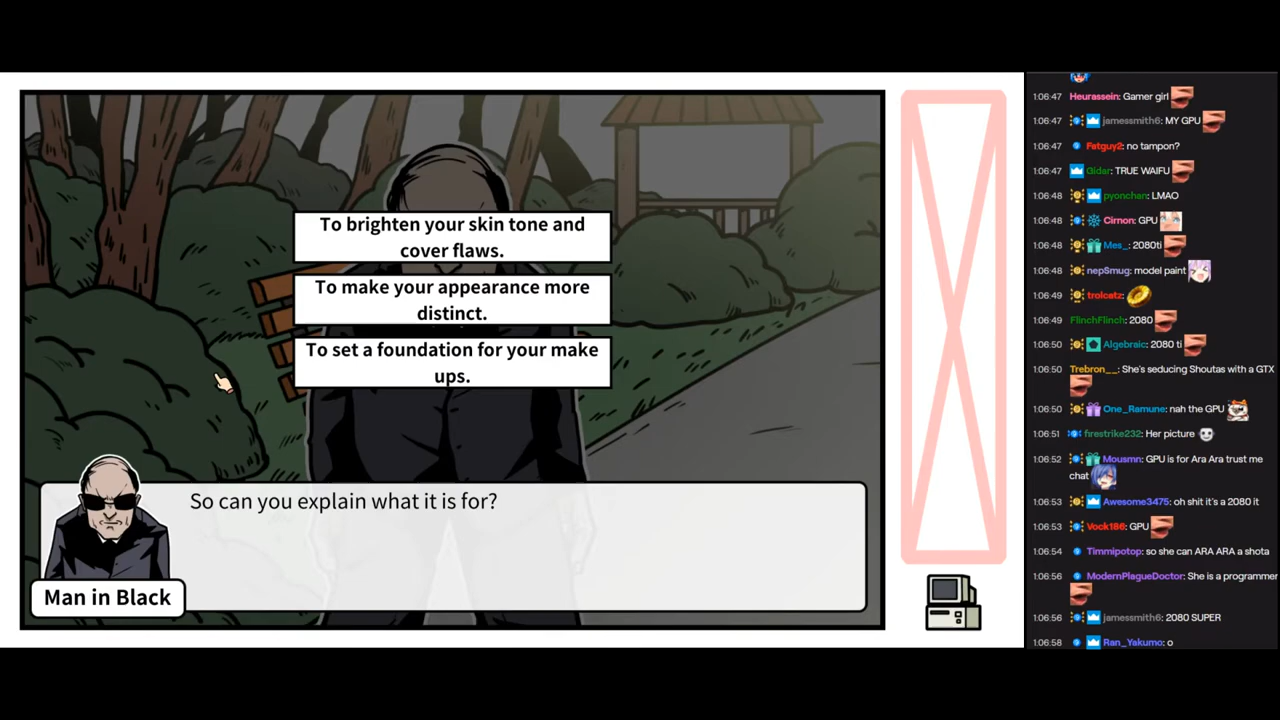 To brighten your skin tone and
cover flaws.
To make your appearance more
distinct.
To set a foundation for your make
ups.
So can you explain what it is for?
Man in Black
1:06:47 Heurassein: Gamer girl
1:06:47 jamessmith6: MY GPU
1:06:47 Fatguy2: no tampon?
1:06:47 Gidar: TRUE WAIFU
1:06:48 pyonchan: LMAO
1:06:48 Cirnon: GPU
1:06:48 Mes_: 2080ti
1:06:48 nepSmug: model paint
1:06:49 trolcatz:
1:06:49 FlinchFlinch: 2080
1:06:50 Algebraic: 2080 ti
1:06:50 Trebron__: She's seducing Shoutas with a GTX
1:06:50 One_Ramune: nah the GPU
1:06:51 firestrike232: Her picture
1:06:52 Mousmn: GPU is for Ara Ara trust me
chat
1:06:53 Awesome3475: oh shit it's a 2080 it
1:06:53 Vock186: GPU
1:06:54 Timmipotop: so she can ARA ARA a shota
1:06:56 ModernPlagueDoctor: She is a programmer
1:06:56 jamessmith6: 2080 SUPER
1:06:58 Ran_Yakumo: o